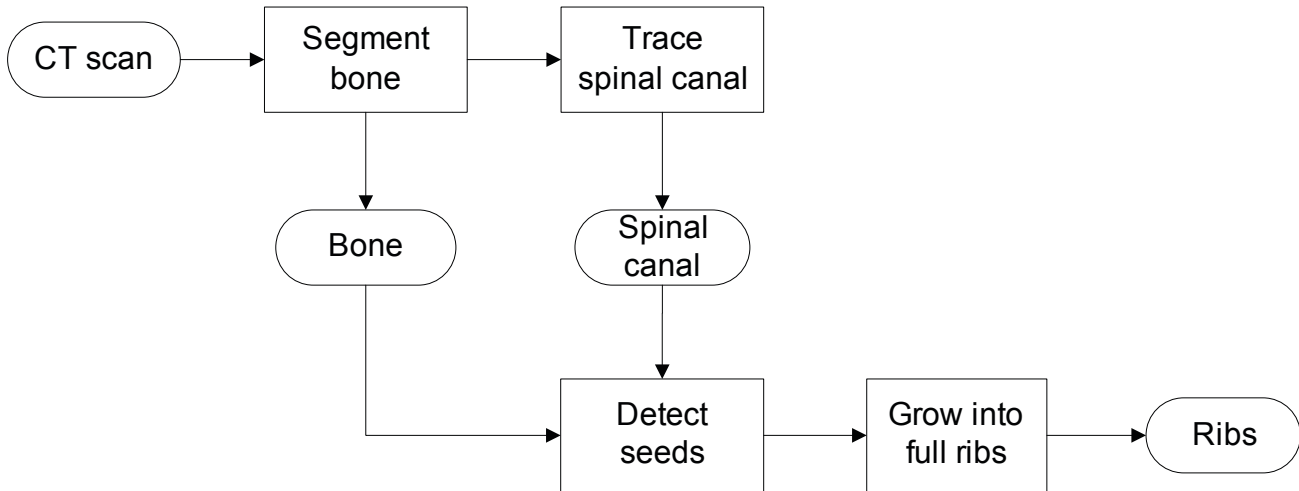 CT scan
Segment
bone
Trace
spinal canal
Bone
Spinal
canal
Detect
seeds
Grow into
full ribs
Ribs